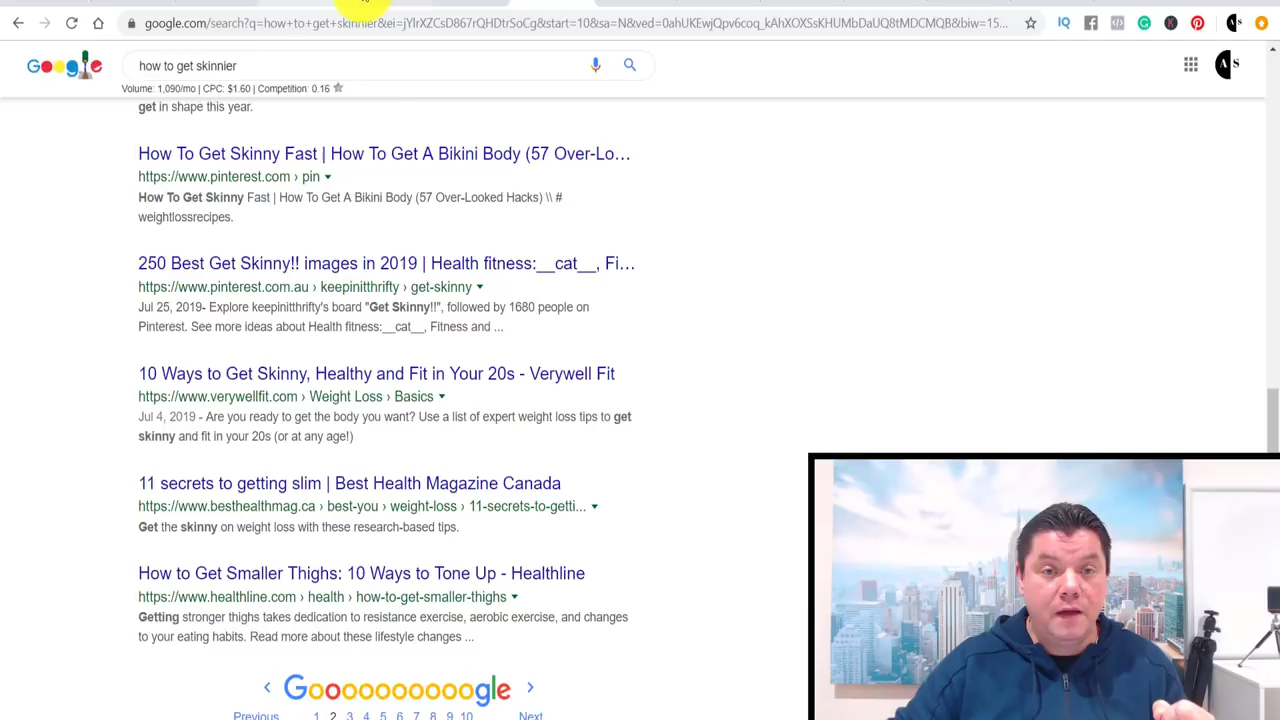 google.com/search?q=how+to+get+skinnier&ei=jYlrXZCsD867rQHDtrSoCg&start=10&sa=N&ved=0ahUKEwjQpv6coq_kAhXOXSsKHUMbDaUQ8tMDCMQB&biw=15...
IQ
K
A S
Google
how to get skinnier
A S
Volume: 1,090/mo | CPC: $1.60 | Competition: 0.16
get in shape this year.
How To Get Skinny Fast | How To Get A Bikini Body (57 Over-Lo...
https://www.pinterest.com › pin
How To Get Skinny Fast | How To Get A Bikini Body (57 Over-Looked Hacks) \\ #
weightlossrecipes.
250 Best Get Skinny!! images in 2019 | Health fitness:__cat__, Fi...
https://www.pinterest.com.au › keepinitthrifty › get-skinny
Jul 25, 2019- Explore keepinitthrifty's board "Get Skinny!!", followed by 1680 people on
Pinterest. See more ideas about Health fitness:__cat__, Fitness and ...
10 Ways to Get Skinny, Healthy and Fit in Your 20s - Verywell Fit
https://www.verywellfit.com › Weight Loss › Basics
Jul 4, 2019 - Are you ready to get the body you want? Use a list of expert weight loss tips to get
skinny and fit in your 20s (or at any age!)
11 secrets to getting slim | Best Health Magazine Canada
https://www.besthealthmag.ca › best-you › weight-loss › 11-secrets-to-getti...
Get the skinny on weight loss with these research-based tips.
How to Get Smaller Thighs: 10 Ways to Tone Up - Healthline
https://www.healthline.com › health › how-to-get-smaller-thighs
Getting stronger thighs takes dedication to resistance exercise, aerobic exercise, and changes
to your eating habits. Read more about these lifestyle changes ...
Goooooooooogle
Previous 1 2 3 4 5 6 7 8 9 10 Next